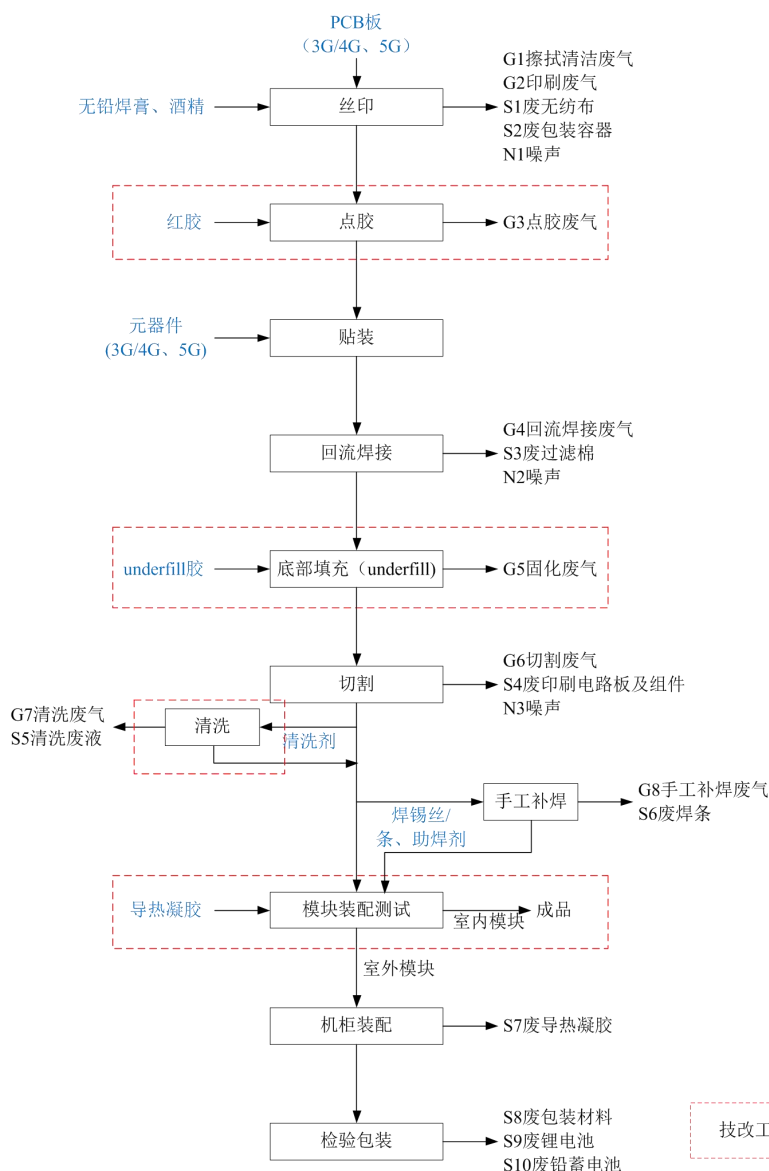 PCB板
（3G/4G、5G）
无铅焊膏、酒精
丝印
G1擦拭清洁废气
G2印刷废气
S1废无纺布
S2废包装容器
N1噪声
红胶
点胶
G3点胶废气
元器件
(3G/4G、5G)
贴装
回流焊接
G4回流焊接废气
S3废过滤棉
N2噪声
underfill胶
底部填充（underfill)
G5固化废气
切割
G6切割废气
S4废印刷电路板及组件
N3噪声
G7清洗废气
S5清洗废液
清洗
清洗剂
手工补焊
G8手工补焊废气
S6废焊条
焊锡丝/
条、助焊剂
导热凝胶
模块装配测试
室内模块
成品
室外模块
机柜装配
S7废导热凝胶
检验包装
S8废包装材料
S9废锂电池
S10废铅蓄电池
技改工